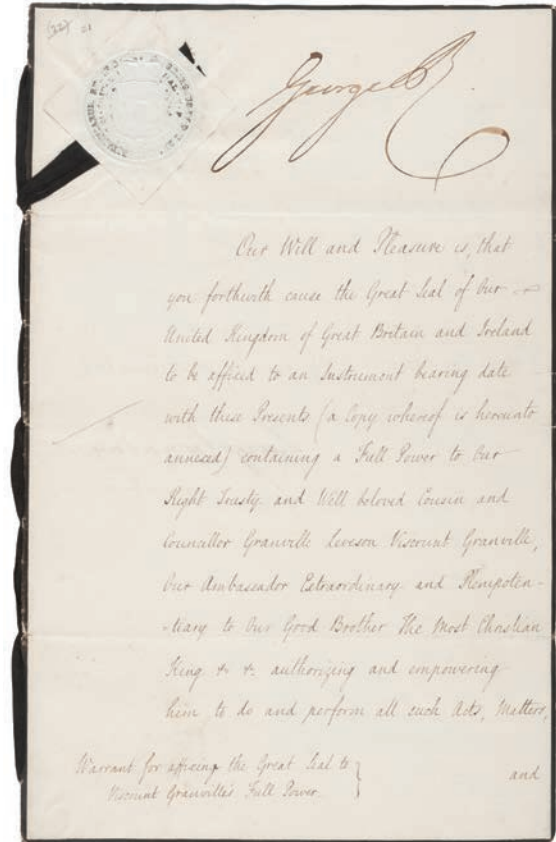 (22) 21
George R
Our Will and Pleasure is, that
you forthwith cause the Great Seal of Our
United Kingdom of Great Britain and Ireland
to be affixed to an Instrument bearing date
with these Presents (a Copy whereof is hereunto
annexed) containing a Full Power to Our
Right Trusty and Well beloved Cousin and
Councillor Granville Leveson Viscount Granville,
Our Ambassador Extraordinary and Plenipoten-
-tiary to Our Good Brother The Most Christian
King &c &c authorizing and empowering
him to do and perform all such Acts, Matters,
and
Warrant for affixing the Great Seal to
Viscount Granville's Full Power